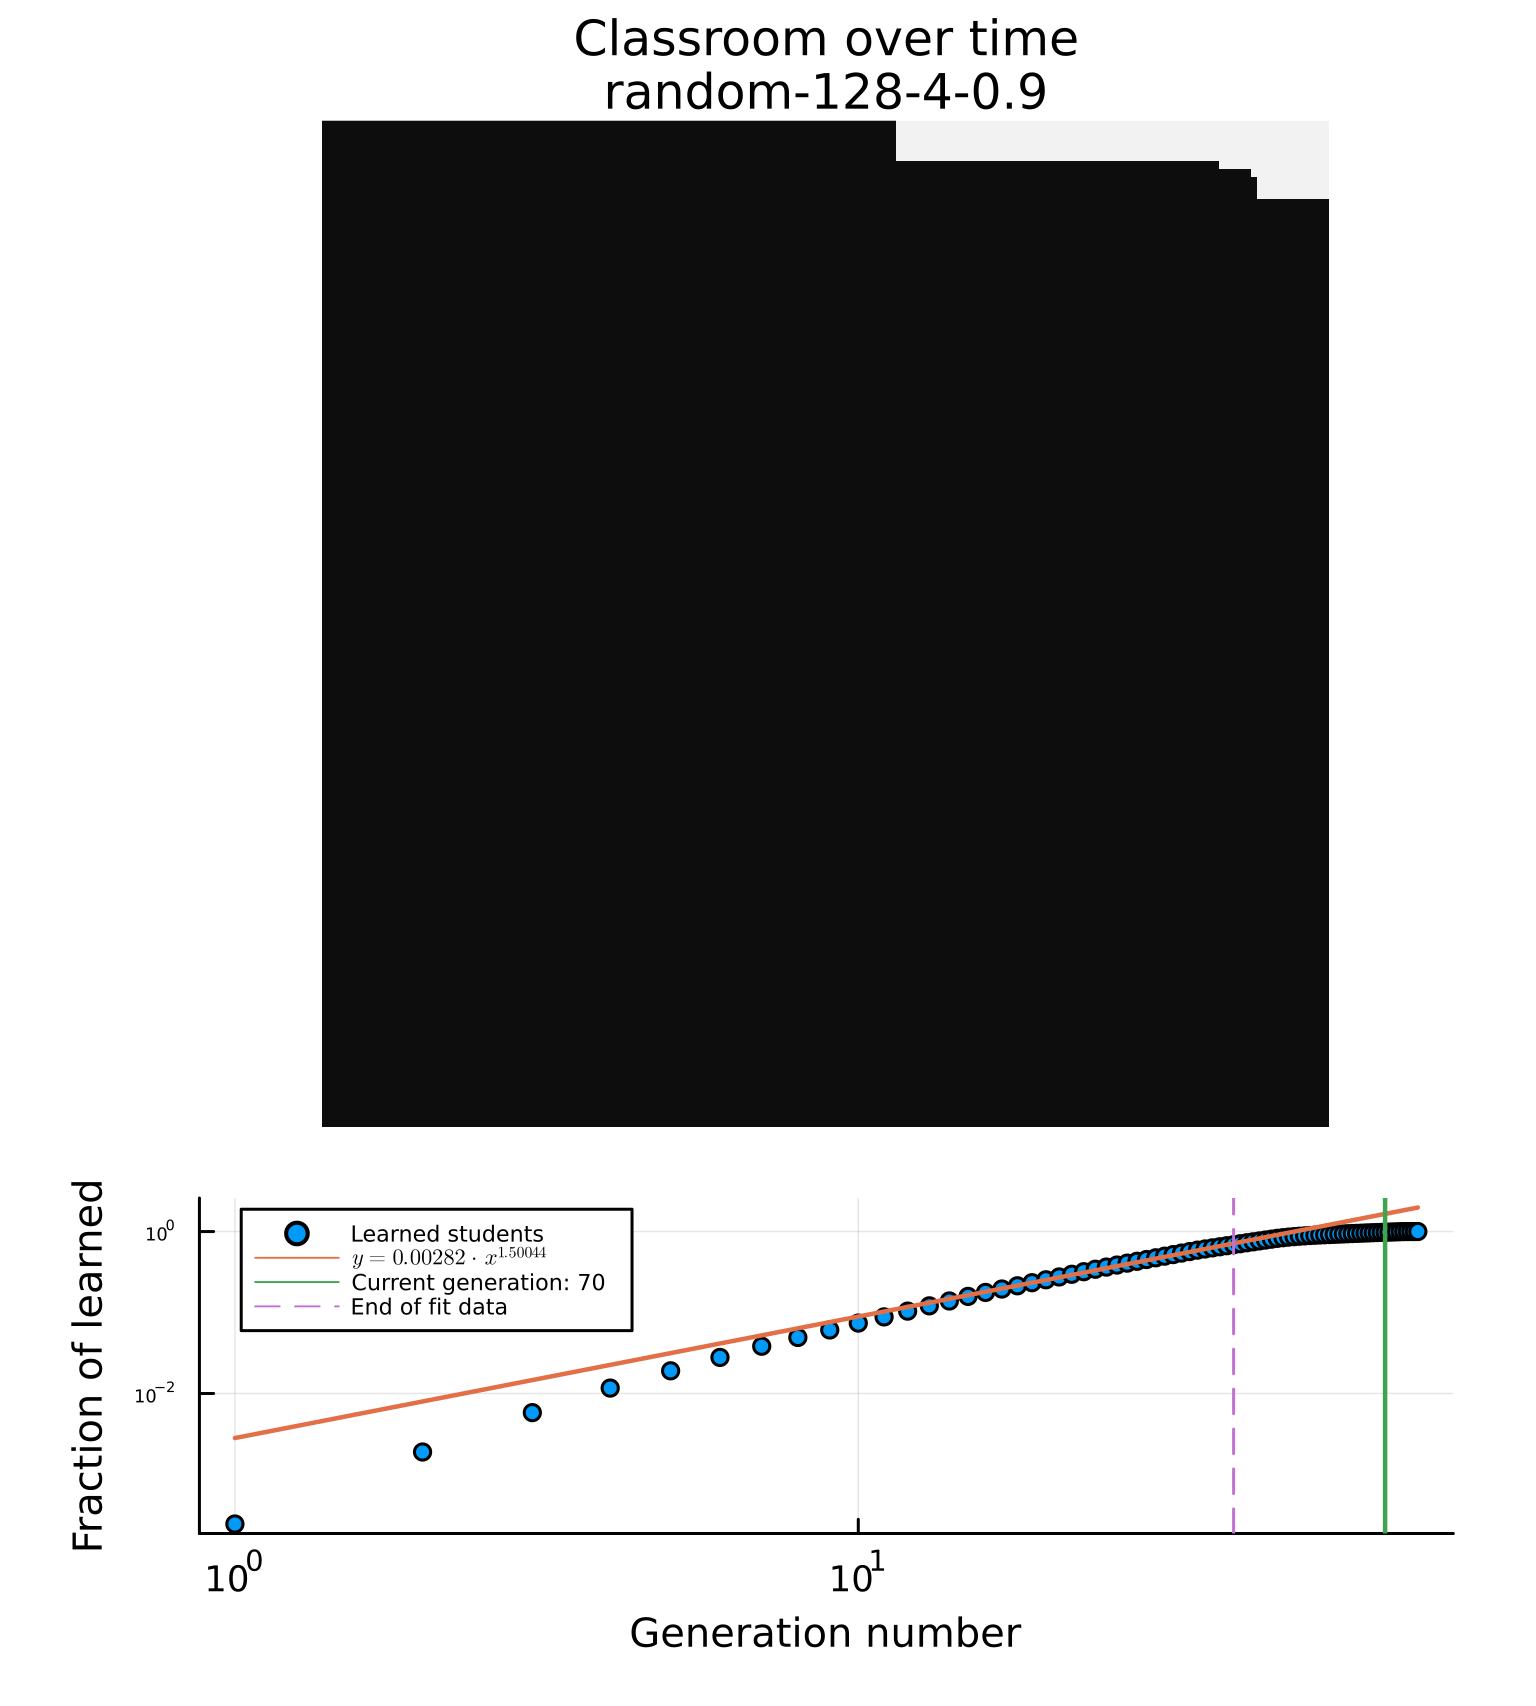 Classroom over time
random-128-4-0.9
Fraction of learned
10^0
10^-2
Learned students
y = 0.00282 · x^1.50044
Current generation: 70
End of fit data
10^0
10^1
Generation number